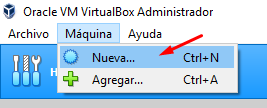 Oracle VM VirtualBox Administrador
Archivo Máquina Ayuda
Nueva... Ctrl+N
Agregar... Ctrl+A